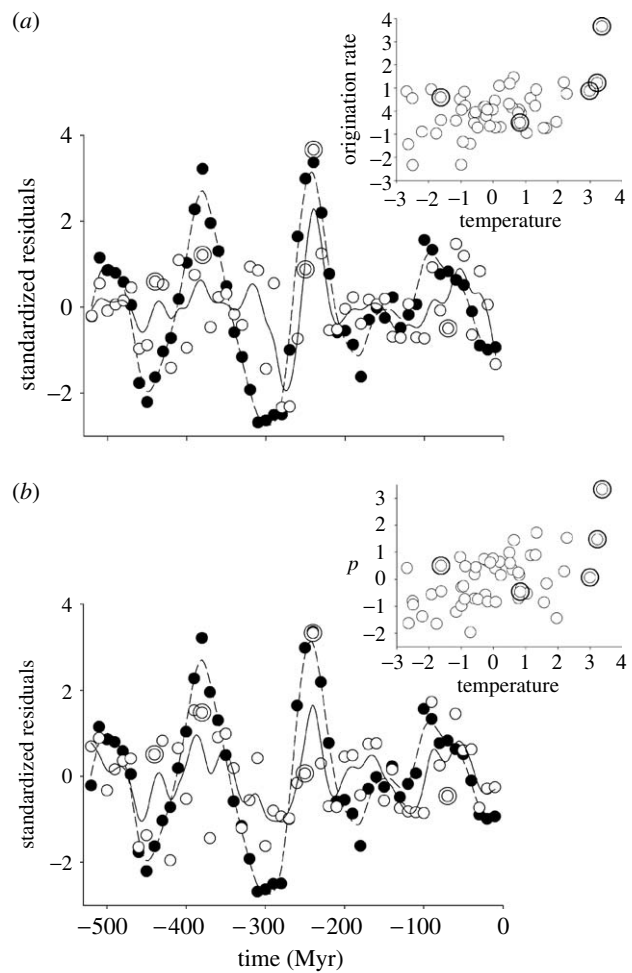 (a)
4
3
2
1
4
−1
−2
−3
origination rate
−3 −2 −1 0 1 2 3 4
temperature
4
2
0
−2
standardized residuals
(b)
3
2
1
0
−1
−2
p
−3 −2 −1 0 1 2 3 4
temperature
4
2
0
−2
standardized residuals
−500 −400 −300 −200 −100 0
time (Myr)